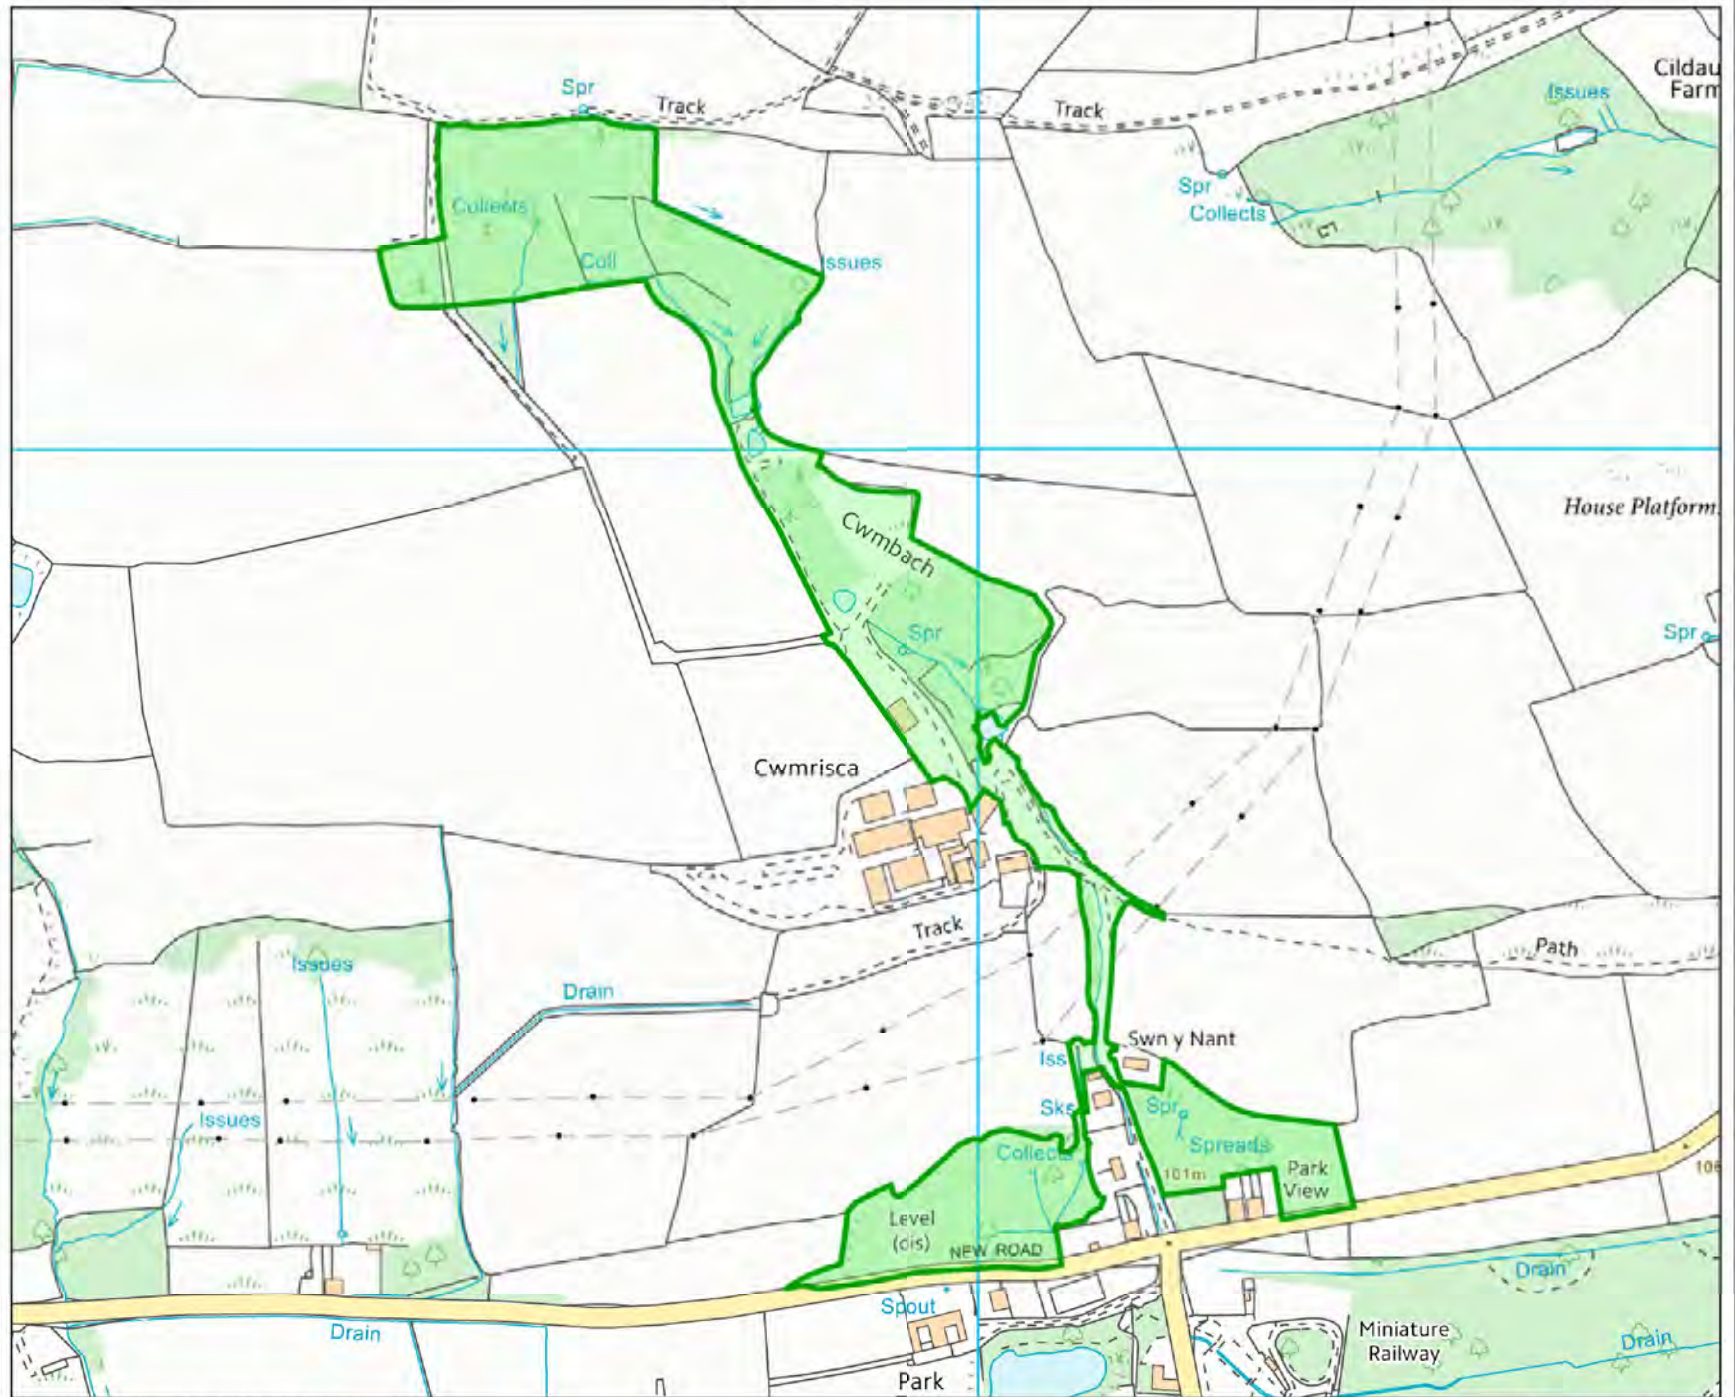 Spr
Track
Track
Issues
Cildau
Farm
Collects
Spr
Collects
Coll
Issues
House Platform
Cwmbach
Spr
Spr
Cwmrisca
Track
Path
Issues
Drain
Swn y Nant
Iss
Issues
Sks
Spr
Spreads
Collects
101m
Park
View
106
Level
(dis)
NEW ROAD
Drain
Spout
Drain
Miniature
Railway
Drain
Park